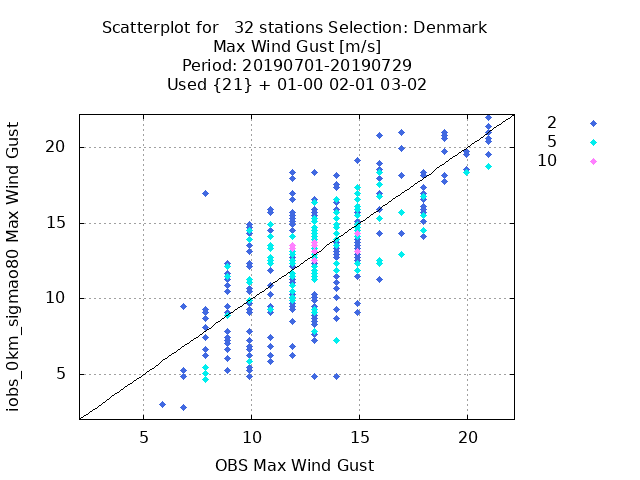 Scatterplot for   32 stations Selection: Denmark
Max Wind Gust [m/s]
Period: 20190701-20190729
Used {21} + 01-00 02-01 03-02
2
5
10
iobs_0km_sigmao80 Max Wind Gust
20
15
10
5
5 10 15 20
OBS Max Wind Gust